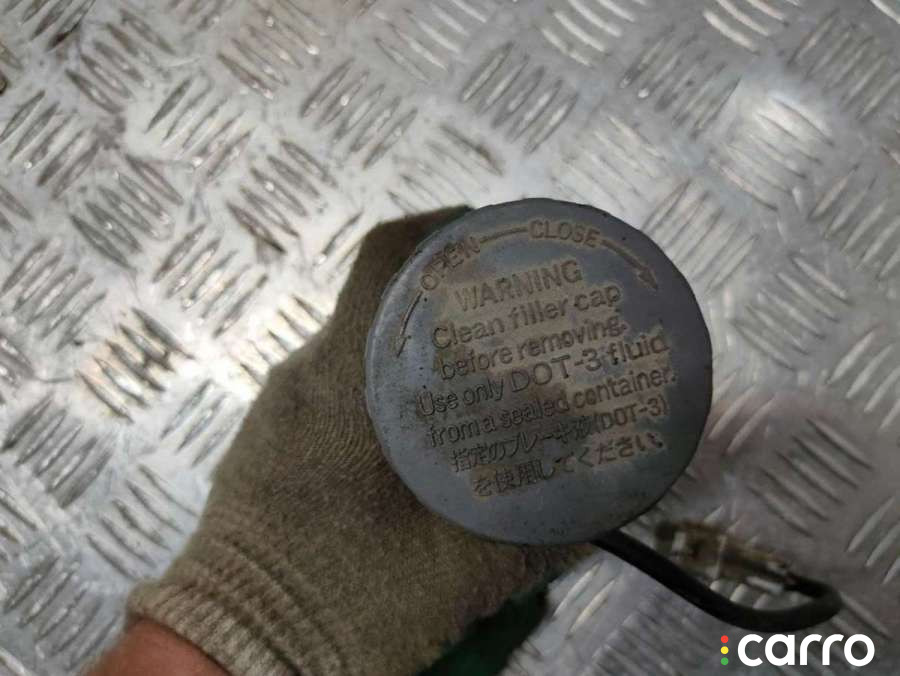 OPEN CLOSE
WARNING
Clean filler cap
before removing.
Use only DOT-3 fluid
from a sealed container.
指定のブレーキ液(DOT-3)
を使用してください。
carro